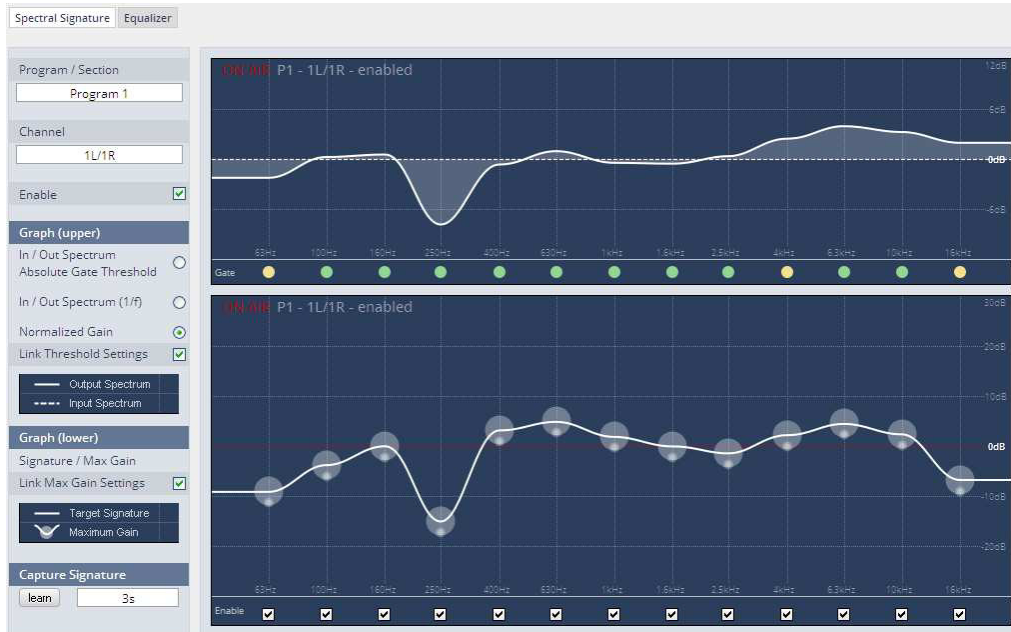 Spectral Signature Equalizer
Program / Section
Program 1
Channel
1L/1R
Enable
Graph (upper)
In / Out Spectrum
Absolute Gate Threshold
In / Out Spectrum (1/f)
Normalized Gain
Link Threshold Settings
Output Spectrum
Input Spectrum
Graph (lower)
Signature / Max Gain
Link Max Gain Settings
Target Signature
Maximum Gain
Capture Signature
learn 3s
ON AIR P1 - 1L/1R - enabled
12dB
6dB
0dB
-6dB
63Hz 100Hz 160Hz 250Hz 400Hz 630Hz 1kHz 1.6kHz 2.5kHz 4kHz 6.3kHz 10kHz 16kHz
Gate
ON AIR P1 - 1L/1R - enabled
30dB
20dB
10dB
0dB
-10dB
-20dB
63Hz 100Hz 160Hz 250Hz 400Hz 630Hz 1kHz 1.6kHz 2.5kHz 4kHz 6.3kHz 10kHz 16kHz
Enable